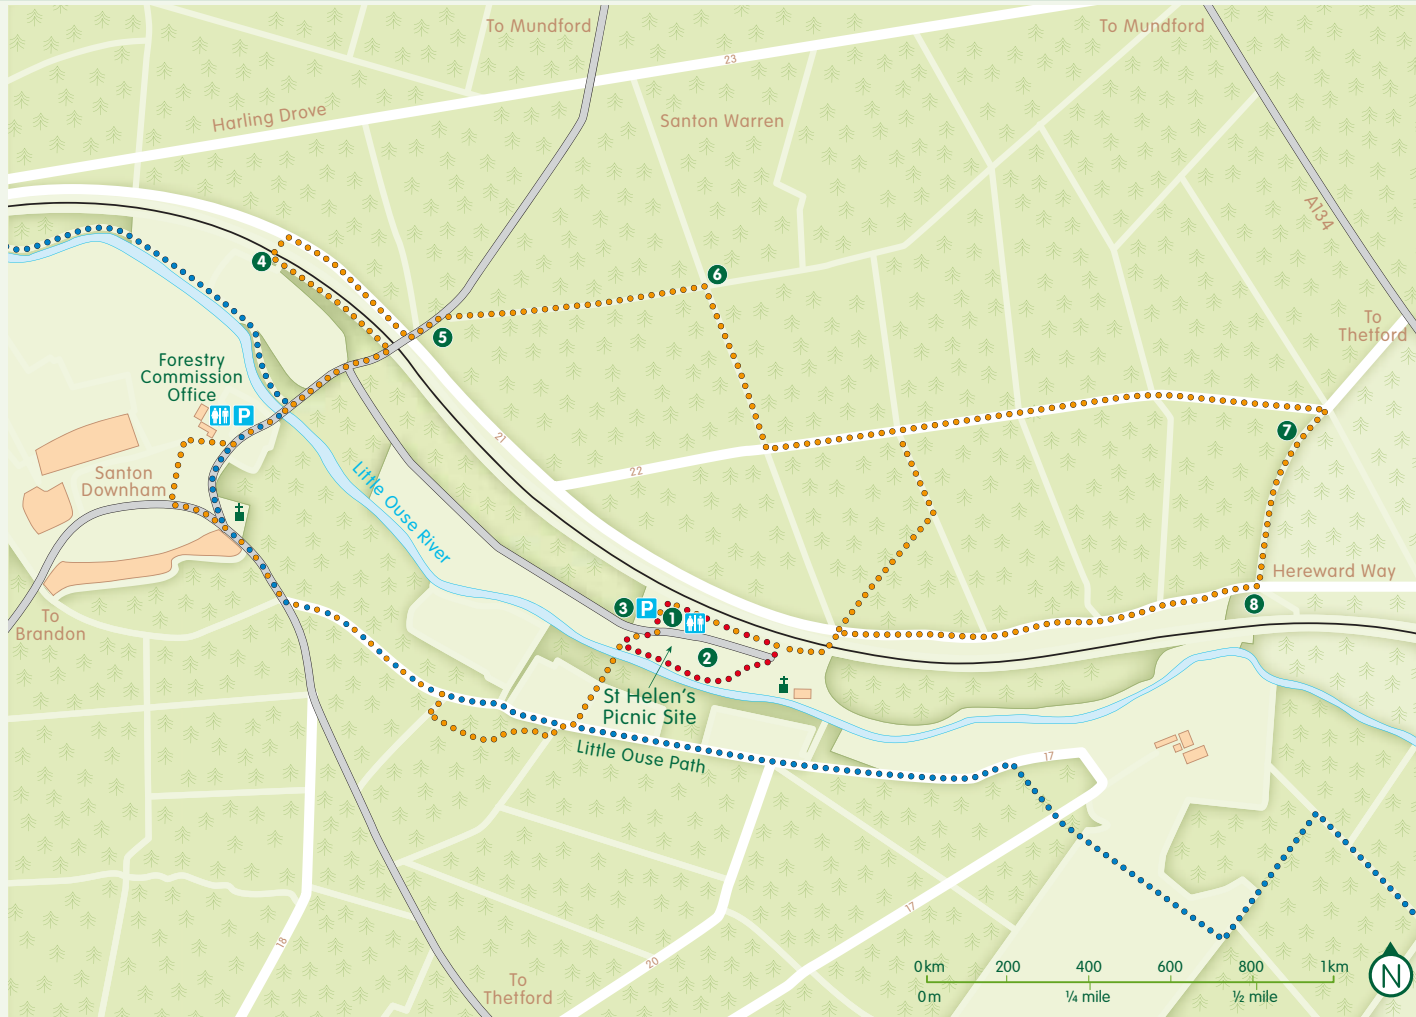 To Mundford
To Mundford
23
Harling Drove
Santon Warren
A134
4
6
5
To
Thetford
Forestry
Commission
Office
P
7
21
22
Santon
Downham
Little Ouse River
Hereward Way
3 P 1
8
To
Brandon
2
St Helen's
Picnic Site
Little Ouse Path
17
17
18
20
To
Thetford
0km 200 400 600 800 1km
0m ¼ mile ½ mile
N